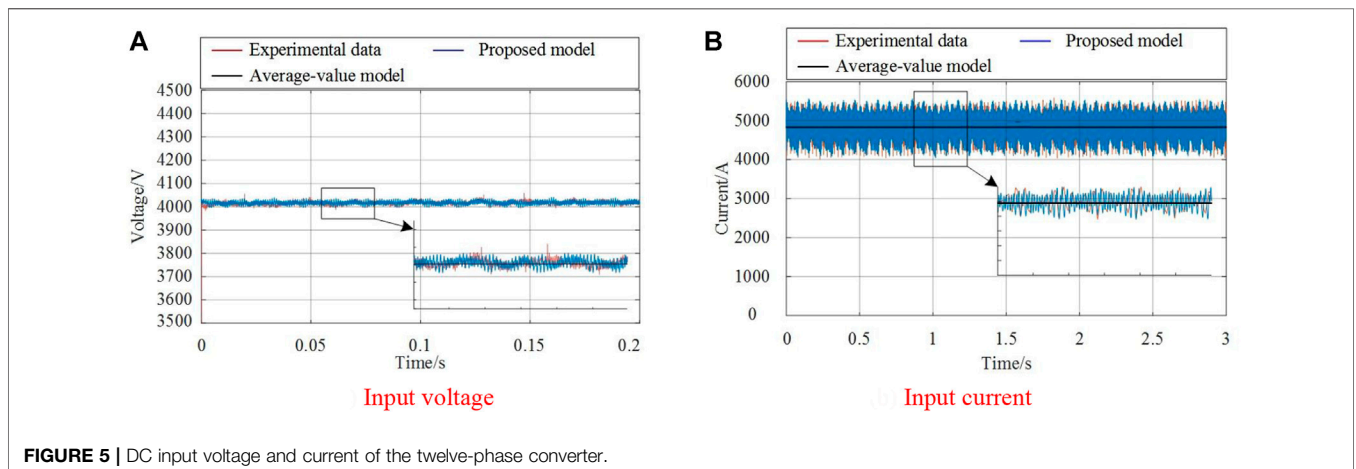 A
Experimental data
Proposed model
Average-value model
4500
4400
4300
4200
4100
4000
3900
3800
3700
3600
3500
Voltage/V
0
0.05
0.1
0.15
0.2
Time/s
Input voltage
B
Experimental data
Proposed model
Average-value model
6000
5000
4000
3000
2000
1000
0
Current/A
0
0.5
1
1.5
2
2.5
3
Time/s
Input current
FIGURE 5 | DC input voltage and current of the twelve-phase converter.